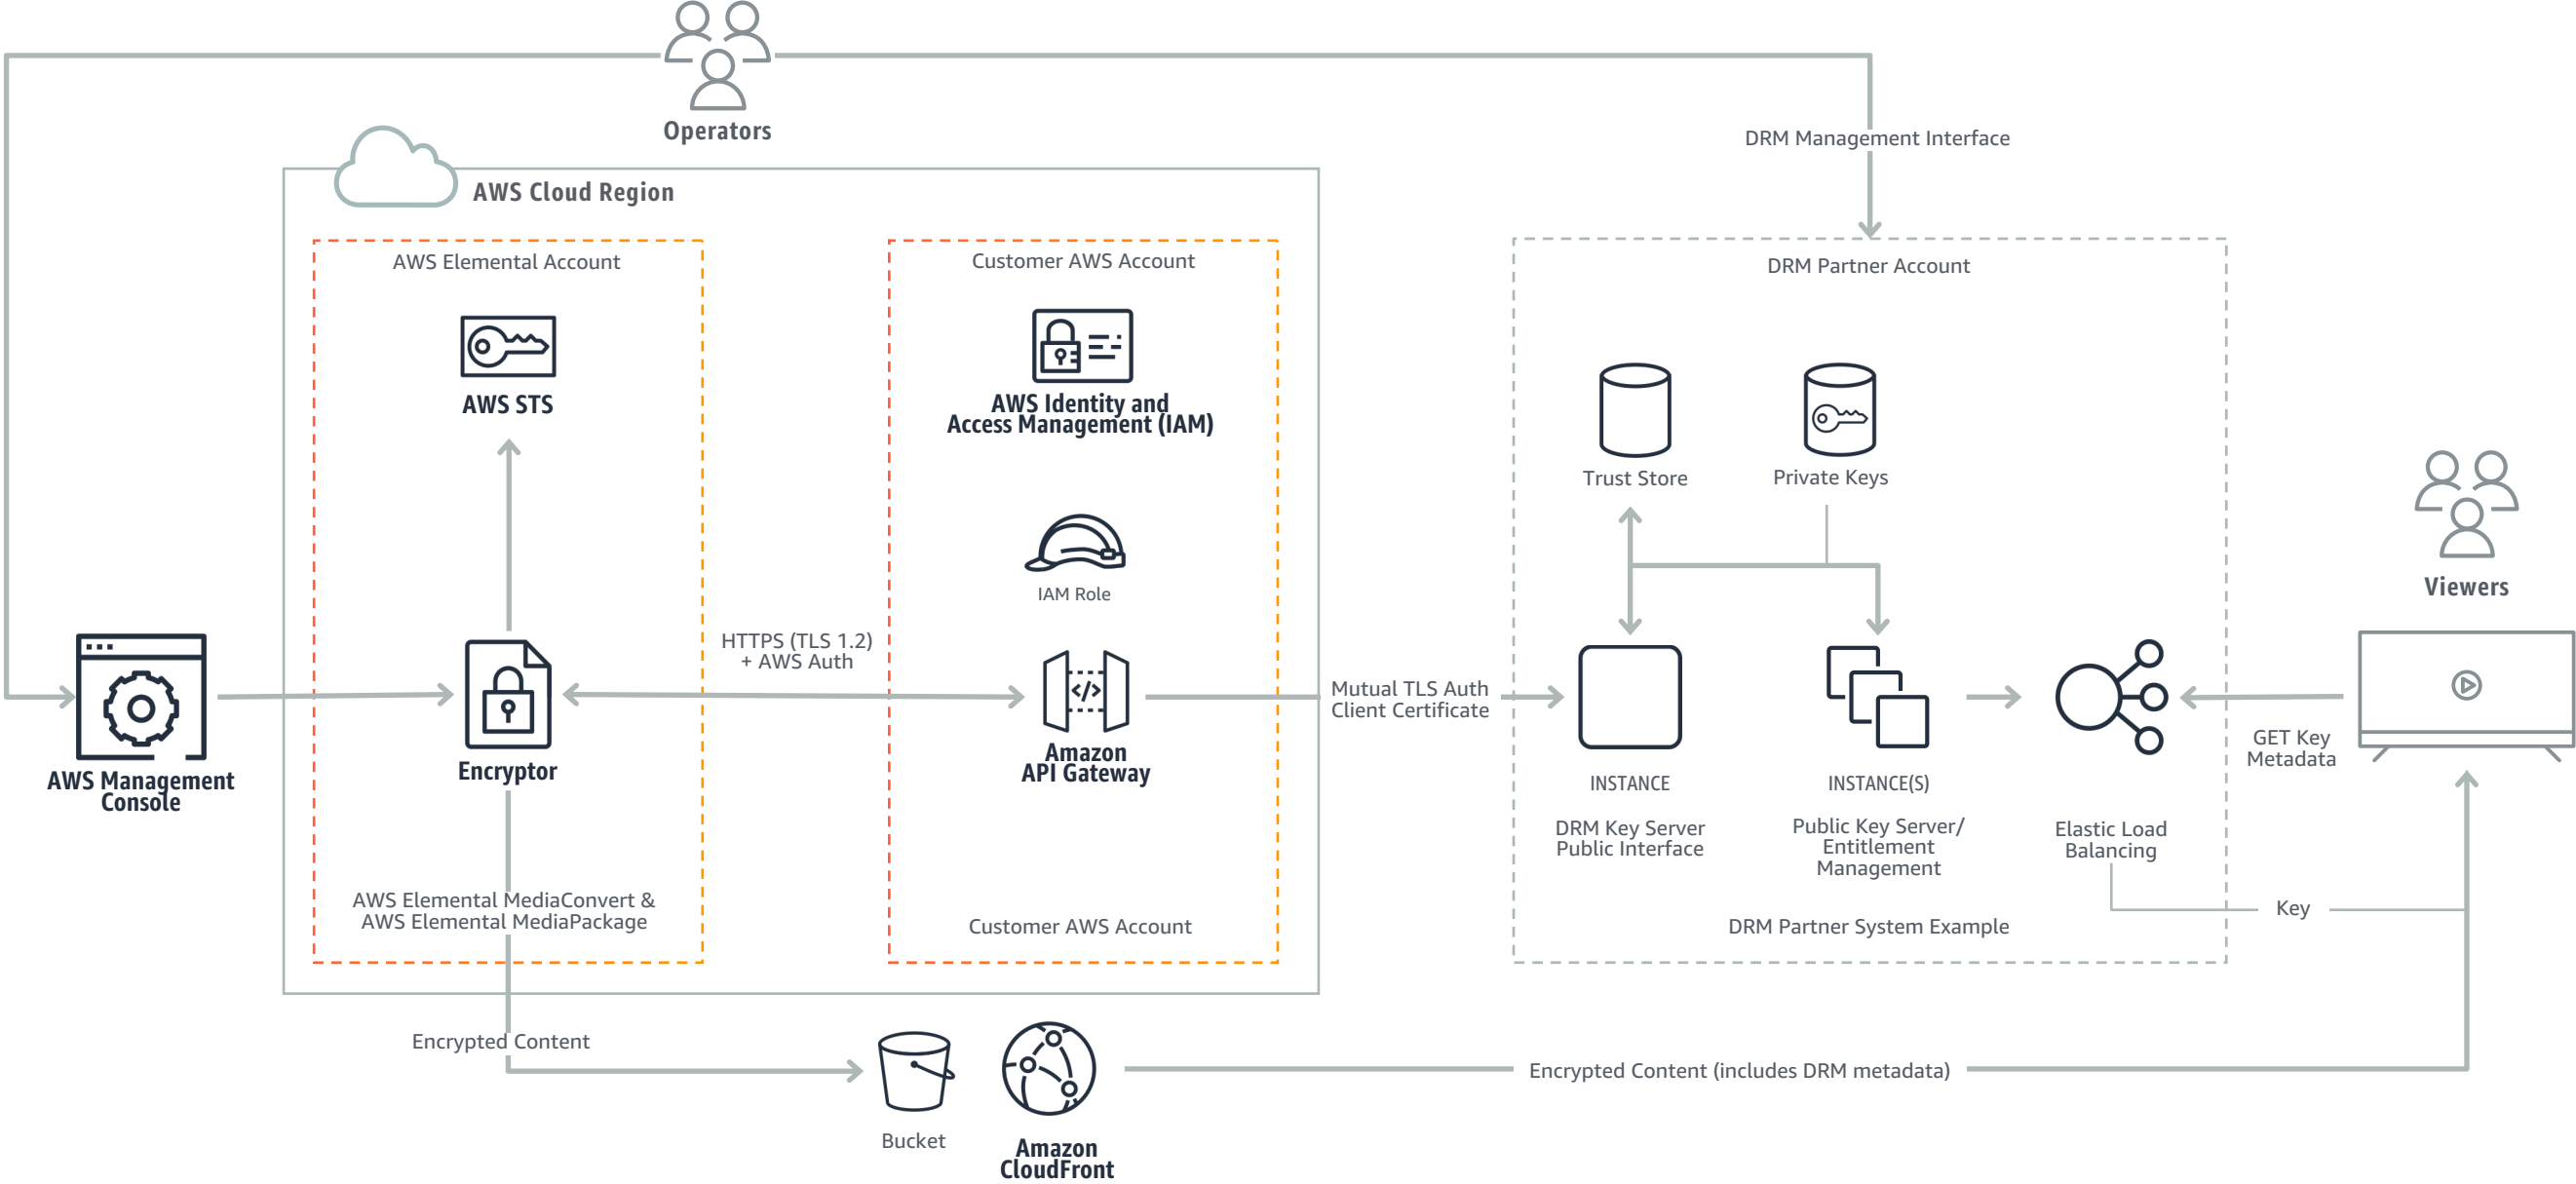 Operators
DRM Management Interface
AWS Cloud Region
AWS Elemental Account
Customer AWS Account
DRM Partner Account
AWS STS
AWS Identity and
Access Management (IAM)
Trust Store
Private Keys
IAM Role
Viewers
HTTPS (TLS 1.2)
+ AWS Auth
Mutual TLS Auth
Client Certificate
AWS Management
Console
Encryptor
Amazon
API Gateway
INSTANCE
DRM Key Server
Public Interface
INSTANCE(S)
Public Key Server/
Entitlement
Management
Elastic Load
Balancing
GET Key
Metadata
Key
AWS Elemental MediaConvert &
AWS Elemental MediaPackage
Customer AWS Account
DRM Partner System Example
Encrypted Content
Bucket
Amazon
CloudFront
Encrypted Content (includes DRM metadata)